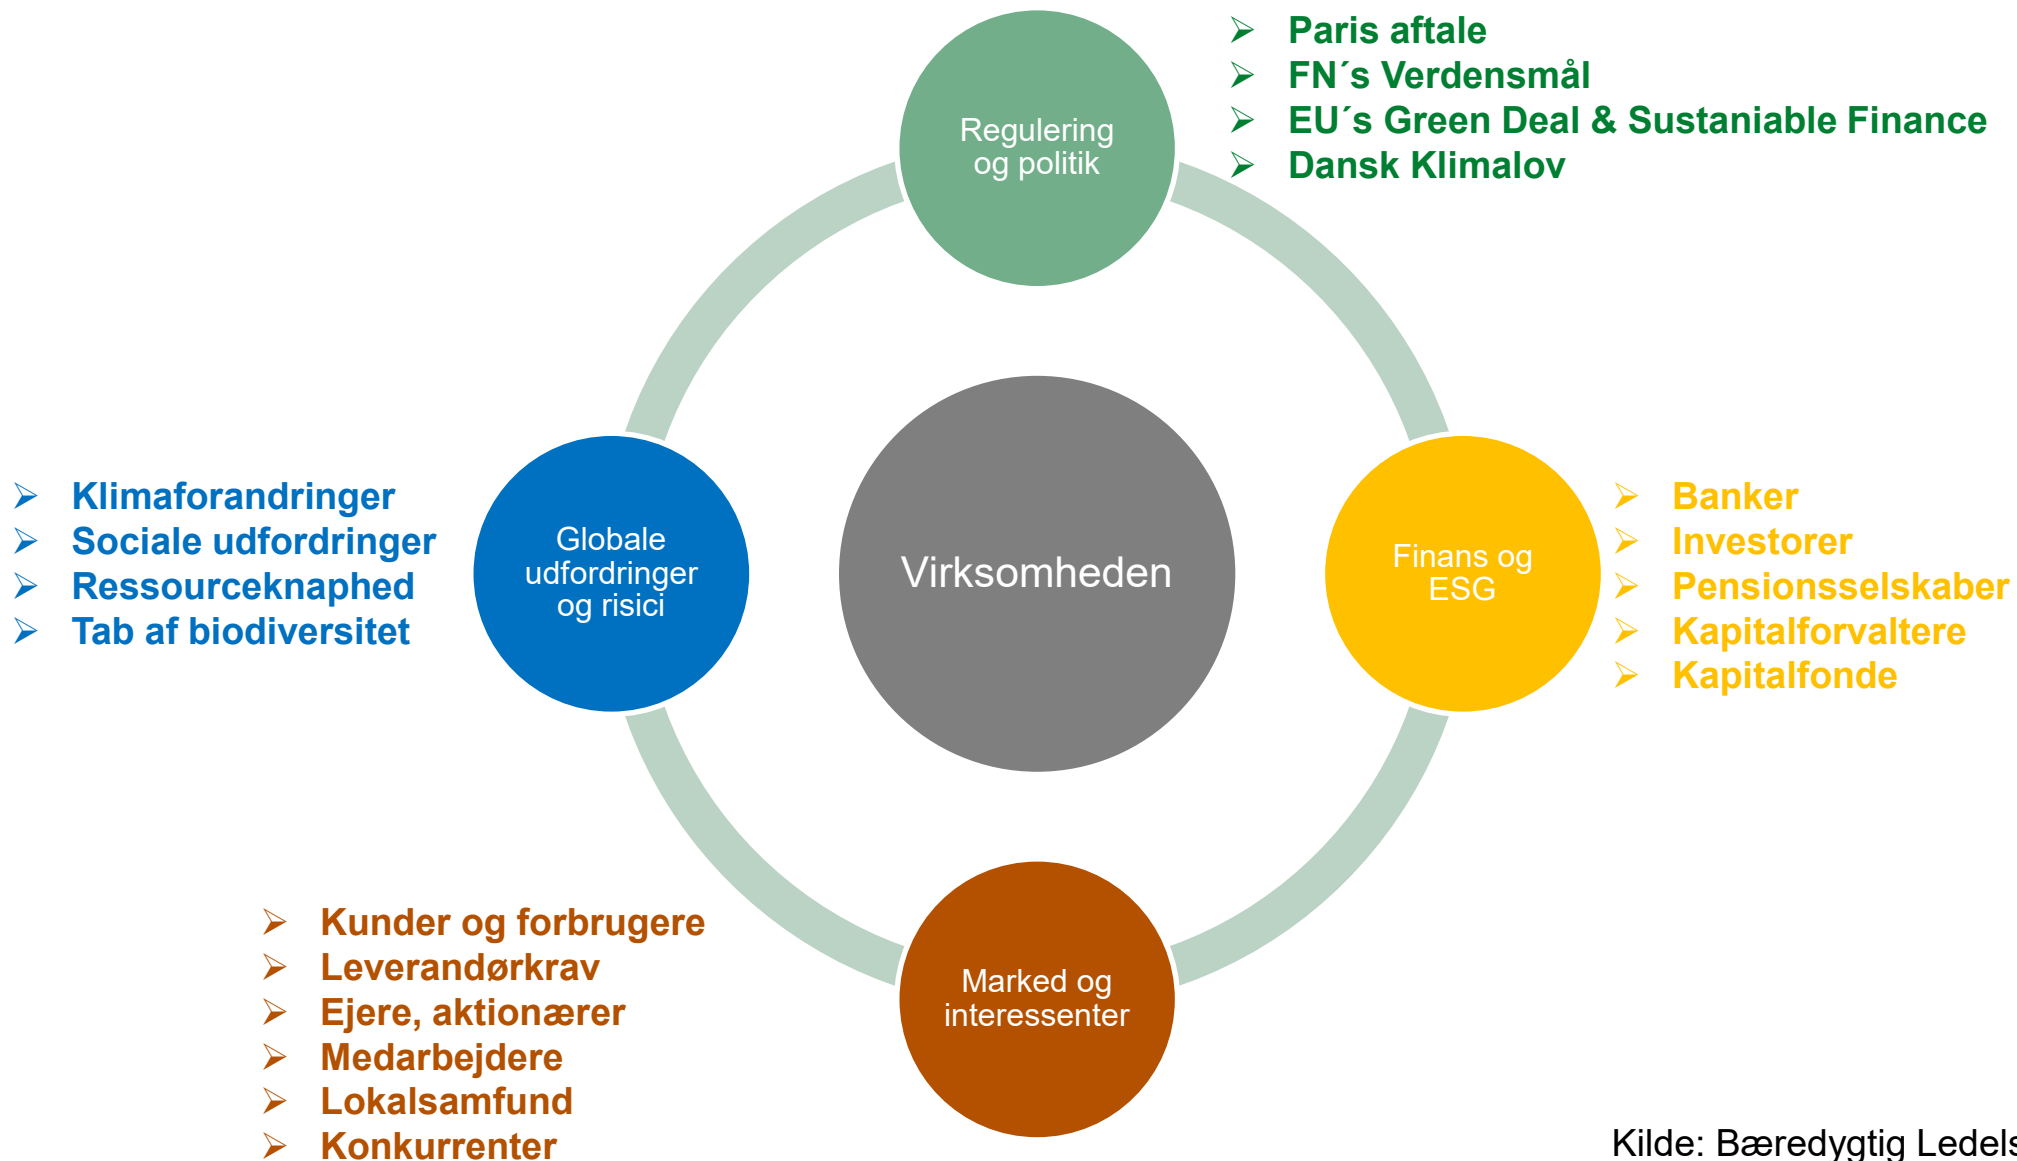 Paris aftale
FN´s Verdensmål
EU´s Green Deal & Sustaniable Finance
Dansk Klimalov
Regulering
og politik
Klimaforandringer
Sociale udfordringer
Ressourceknaphed
Tab af biodiversitet
Globale
udfordringer
og risici
Virksomheden
Finans og
ESG
Banker
Investorer
Pensionsselskaber
Kapitalforvaltere
Kapitalfonde
Kunder og forbrugere
Leverandørkrav
Ejere, aktionærer
Medarbejdere
Lokalsamfund
Konkurrenter
Marked og
interessenter
Kilde: Bæredygtig Ledels